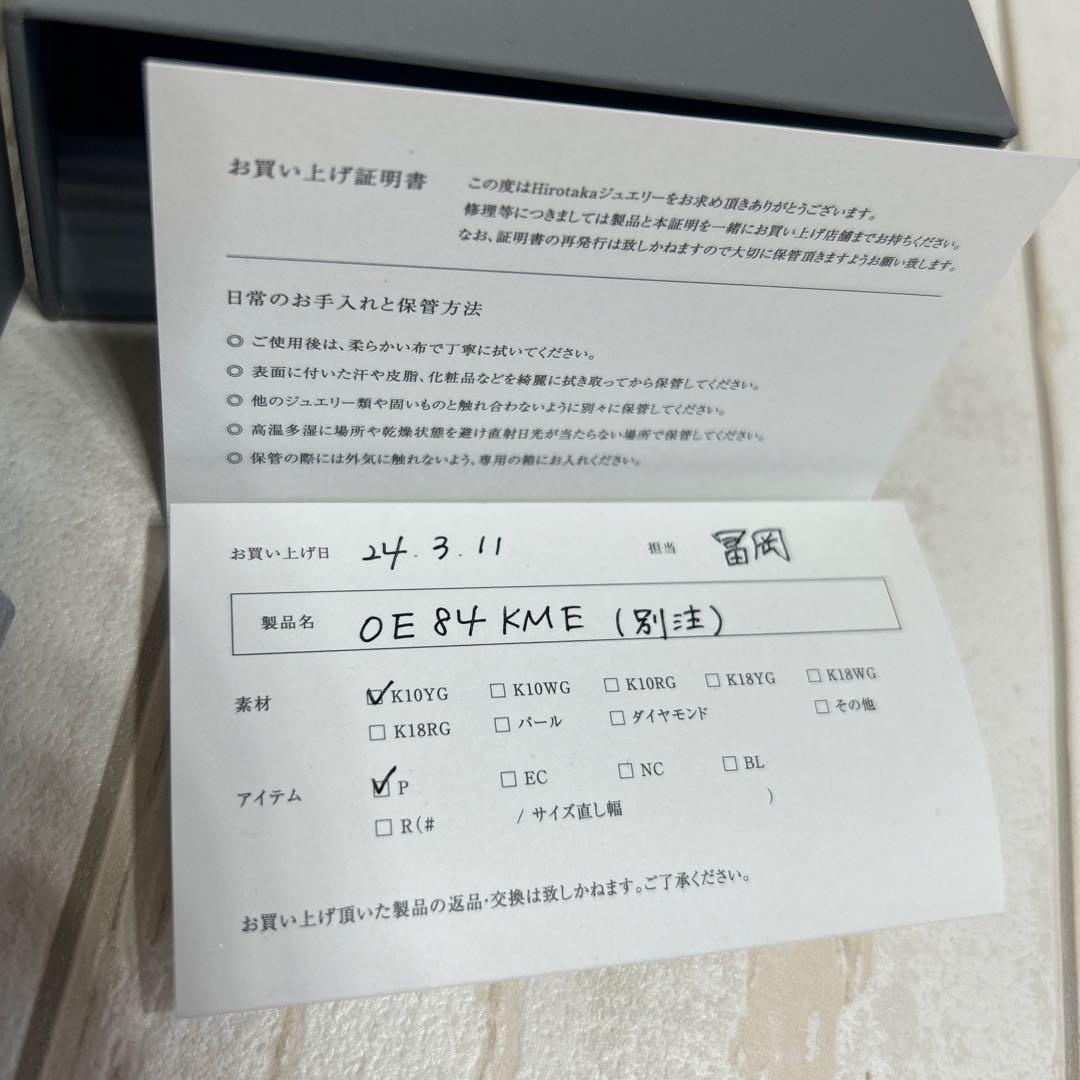 お買い上げ証明書
この度はHirotakaジュエリーをお求め頂きありがとうございます。
修理等につきましては製品と本証明を一緒にお買い上げ店舗までお持ちください。
なお、証明書の再発行は致しかねますので大切に保管頂きますようお願い致します。
日常のお手入れと保管方法
◎ ご使用後は、柔らかい布で丁寧に拭いてください。
◎ 表面に付いた汗や皮脂、化粧品などを綺麗に拭き取ってから保管してください。
◎ 他のジュエリー類や固いものと触れ合わないように別々に保管してください。
◎ 高温多湿に場所や乾燥状態を避け直射日光が当たらない場所で保管してください。
◎ 保管の際には外気に触れないよう。専用の箱にお入れください。
お買い上げ日 24.3.11 担当 冨岡
製品名 OE 84 KME (別注)
素材 ☑K10YG □ K10WG □ K10RG □ K18YG □ K18WG
□ K18RG □ パール □ ダイヤモンド □ その他
アイテム ☑ P □ EC □ NC □ BL
□ R(# / サイズ直し幅 )
お買い上げ頂いた製品の返品・交換は致しかねます。ご了承ください。